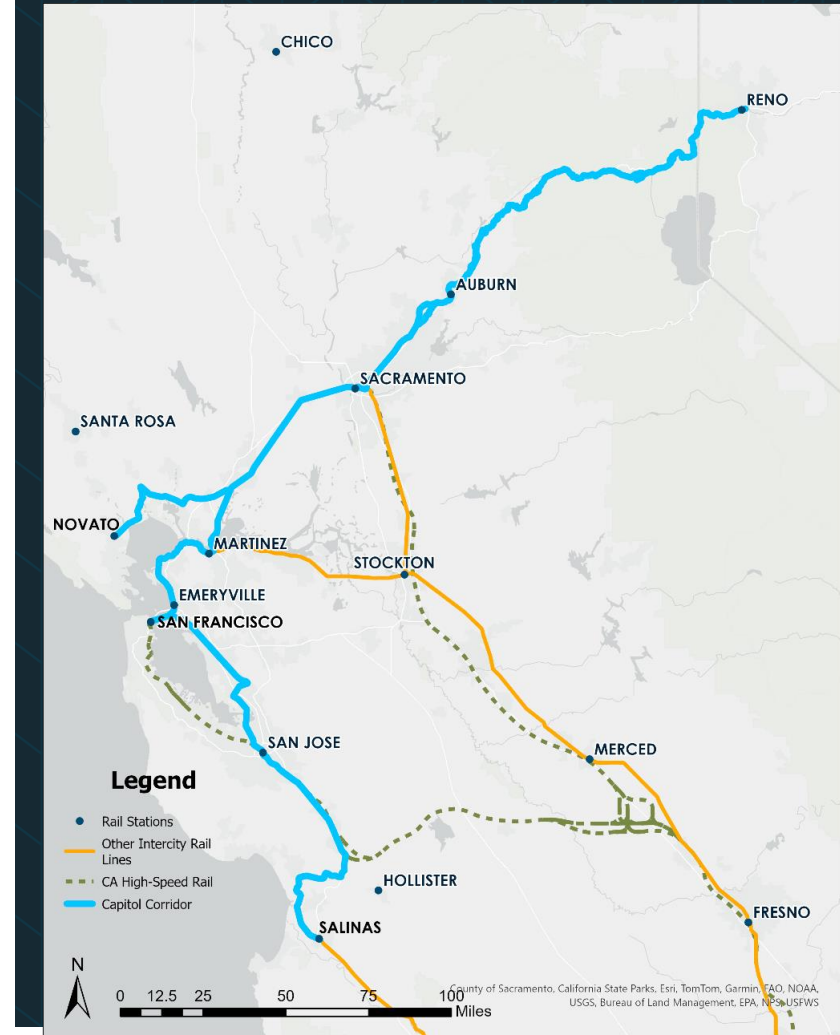 CHICO
RENO
AUBURN
SACRAMENTO
SANTA ROSA
NOVATO
MARTINEZ
STOCKTON
EMERYVILLE
SAN FRANCISCO
SAN JOSE
MERCED
Legend
Rail Stations
Other Intercity Rail
Lines
CA High-Speed Rail
Capitol Corridor
HOLLISTER
FRESNO
SALINAS
N
0 12.5 25 50 75 100
Miles
County of Sacramento, California State Parks, Esri, TomTom, Garmin, FAO, NOAA,
USGS, Bureau of Land Management, EPA, NPS, USFWS